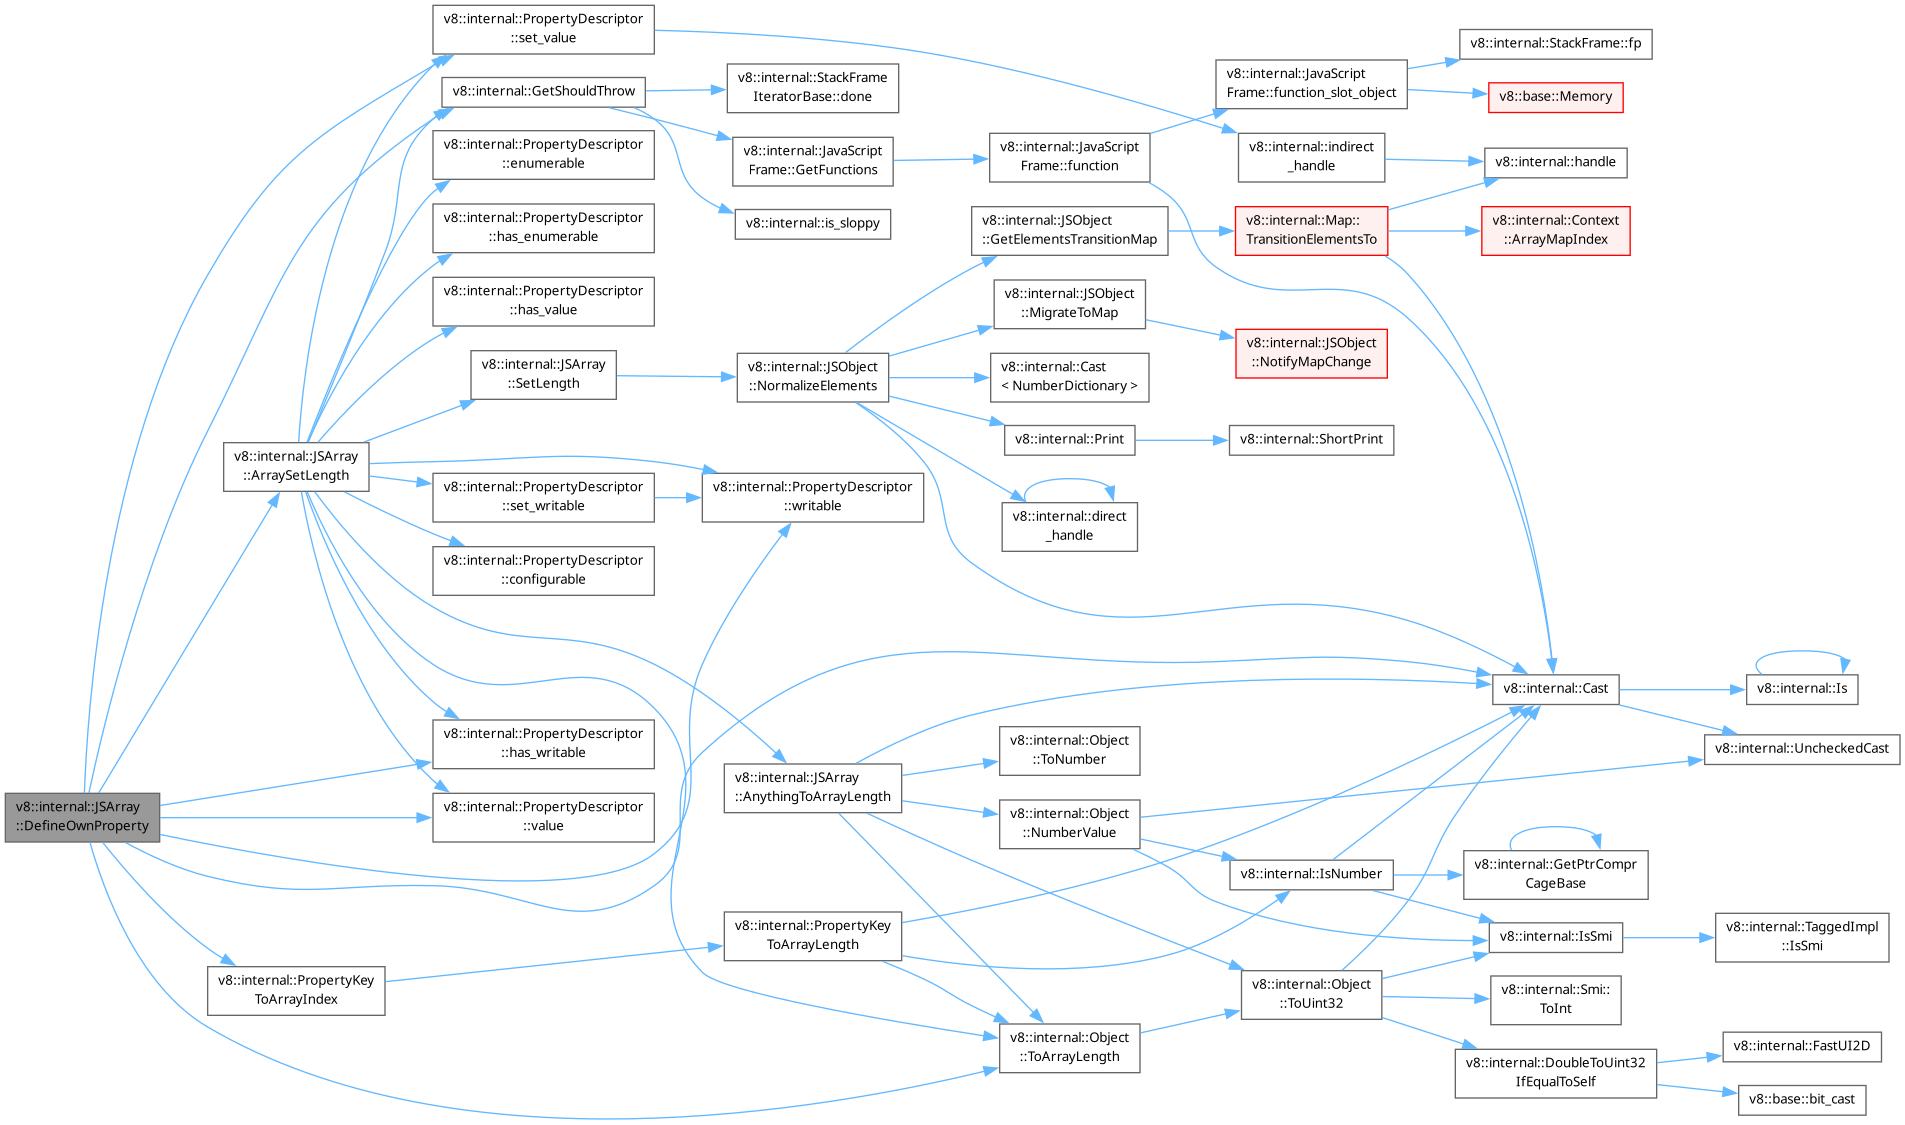 v8::internal::JSArray
::DefineOwnProperty
v8::internal::JSArray
::ArraySetLength
v8::internal::PropertyKey
ToArrayIndex
v8::internal::PropertyDescriptor
::set_value
v8::internal::GetShouldThrow
v8::internal::PropertyDescriptor
::enumerable
v8::internal::PropertyDescriptor
::has_enumerable
v8::internal::PropertyDescriptor
::has_value
v8::internal::JSArray
::SetLength
v8::internal::PropertyDescriptor
::set_writable
v8::internal::PropertyDescriptor
::configurable
v8::internal::PropertyDescriptor
::has_writable
v8::internal::PropertyDescriptor
::value
v8::internal::StackFrame
IteratorBase::done
v8::internal::JavaScript
Frame::GetFunctions
v8::internal::is_sloppy
v8::internal::JSObject
::NormalizeElements
v8::internal::PropertyDescriptor
::writable
v8::internal::JSArray
::AnythingToArrayLength
v8::internal::PropertyKey
ToArrayLength
v8::internal::JavaScript
Frame::function
v8::internal::JSObject
::GetElementsTransitionMap
v8::internal::JSObject
::MigrateToMap
v8::internal::Cast
< NumberDictionary >
v8::internal::Print
v8::internal::direct
_handle
v8::internal::Object
::ToNumber
v8::internal::Object
::NumberValue
v8::internal::Object
::ToArrayLength
v8::internal::JavaScript
Frame::function_slot_object
v8::internal::indirect
_handle
v8::internal::Map::
TransitionElementsTo
v8::internal::JSObject
::NotifyMapChange
v8::internal::ShortPrint
v8::internal::IsNumber
v8::internal::Object
::ToUint32
v8::internal::StackFrame::fp
v8::base::Memory
v8::internal::handle
v8::internal::Context
::ArrayMapIndex
v8::internal::Cast
v8::internal::GetPtrCompr
CageBase
v8::internal::IsSmi
v8::internal::Smi::
ToInt
v8::internal::DoubleToUint32
IfEqualToSelf
v8::internal::Is
v8::internal::UncheckedCast
v8::internal::TaggedImpl
::IsSmi
v8::internal::FastUI2D
v8::base::bit_cast